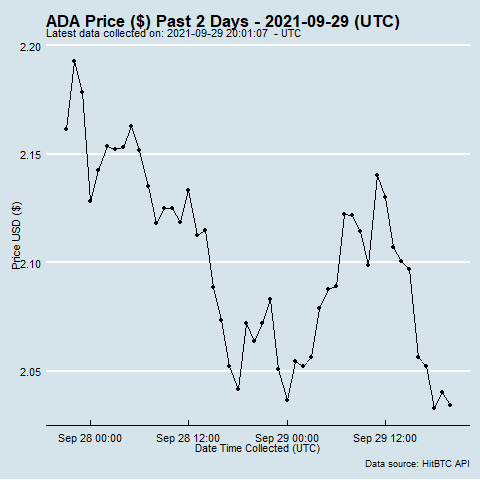 ADA Price ($) Past 2 Days - 2021-09-29 (UTC)
Latest data collected on: 2021-09-29 20:01:07 - UTC
2.20
2.15
2.10
2.05
Price USD ($)
Sep 28 00:00 Sep 28 12:00 Sep 29 00:00 Sep 29 12:00
Date Time Collected (UTC)
Data source: HitBTC API